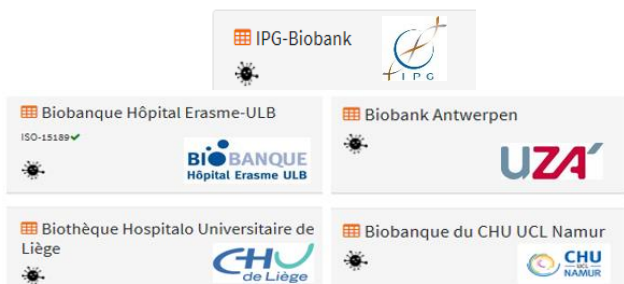 IPG-Biobank
IPG
Biobanque Hôpital Erasme-ULB
ISO-15189
BIOBANQUE
Hôpital Erasme ULB
Biobank Antwerpen
UZA
Biothèque Hospitalo Universitaire de
Liège
CHU
de Liège
Biobanque du CHU UCL Namur
CHU
UCL
NAMUR